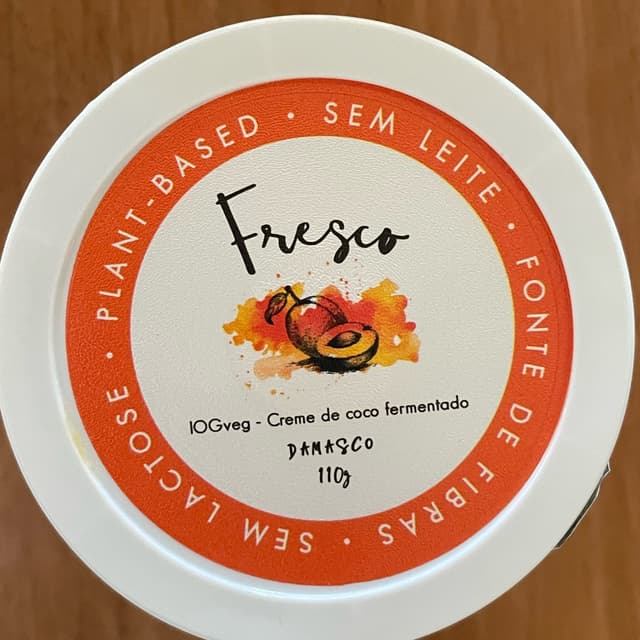 Fresco
IOGveg - Creme de coco fermentado
DAMASCO
110g
PLANT-BASED • SEM LEITE • FONTE DE FIBRAS • SEM LACTOSE •